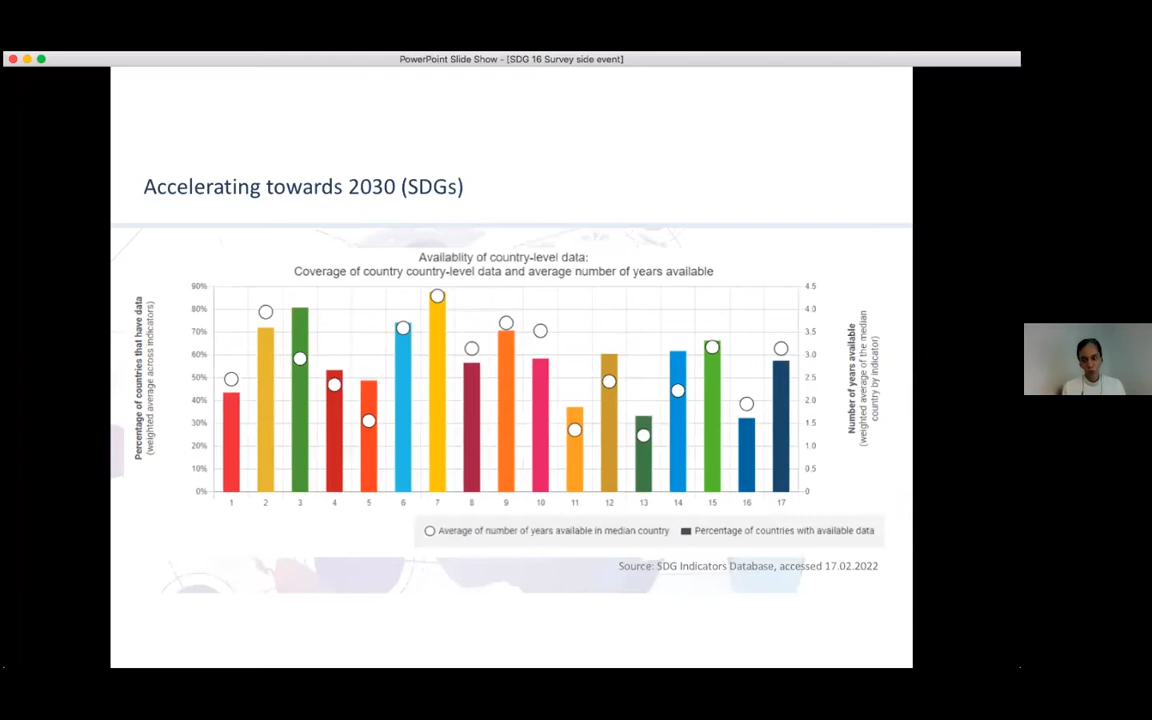 PowerPoint Slide Show - [SDG 16 Survey side event]
Accelerating towards 2030 (SDGs)
Availablity of country-level data:
Coverage of country country-level data and average number of years available
Percentage of countries that have data
(weighted average across indicators)
90%
80%
70%
60%
50%
40%
30%
20%
10%
0%
4.5
4.0
3.5
3.0
2.5
2.0
1.5
1.0
0.5
0
Number of years available
(weighted average of the median
country by indicator)
1 2 3 4 5 6 7 8 9 10 11 12 13 14 15 16 17
Average of number of years available in median country Percentage of countries with available data
Source: SDG Indicators Database, accessed 17.02.2022